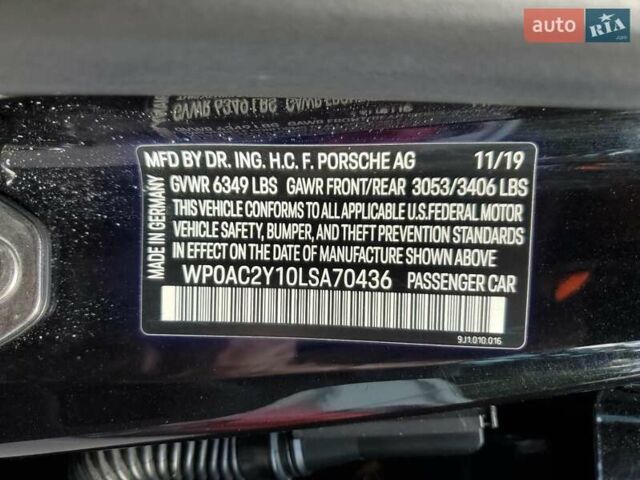 auto RIA.com
MFD BY DR. ING. H.C. F. PORSCHE AG 11/19
GVWR 6349 LBS GAWR FRONT/REAR 3053/3406 LBS
THIS VEHICLE CONFORMS TO ALL APPLICABLE U.S.FEDERAL MOTOR
VEHICLE SAFETY, BUMPER, AND THEFT PREVENTION STANDARDS
IN EFFECT ON THE DATE OF MANUFACTURE SHOWN ABOVE
MADE IN GERMANY
WP0AC2Y10LSA70436 PASSENGER CAR
9J1.010.016